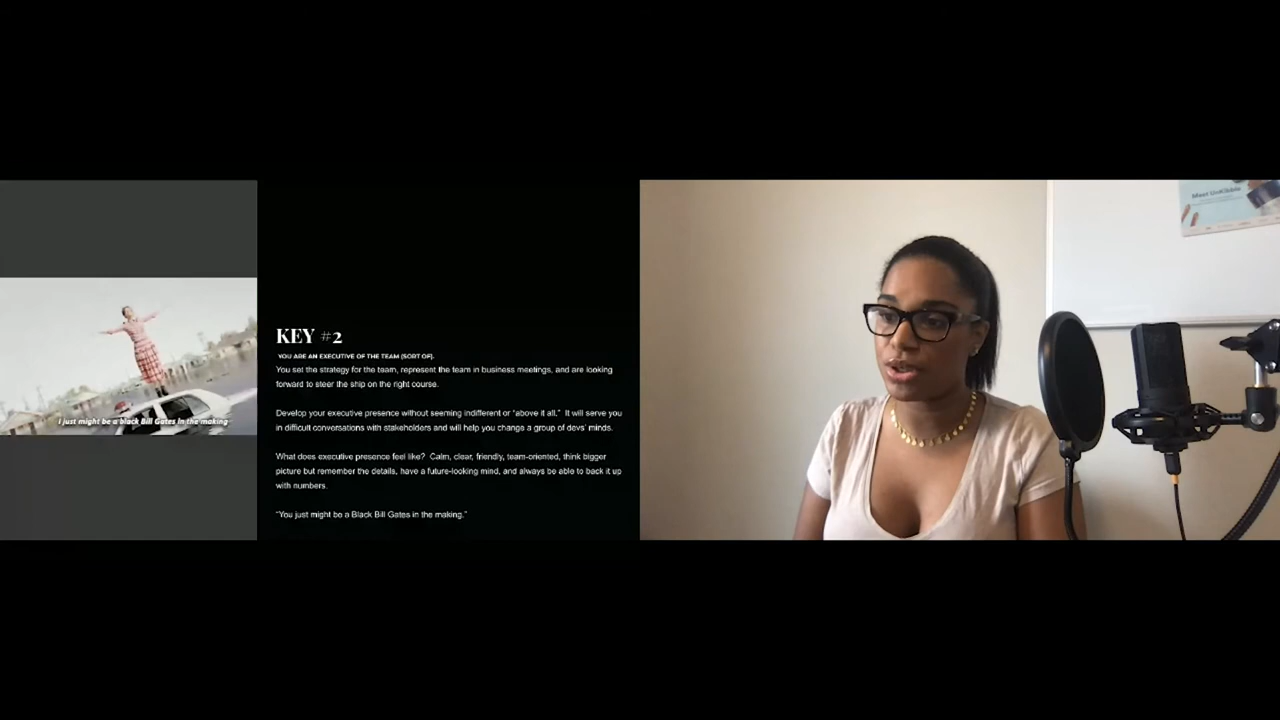 I just might be a black Bill Gates in the making
KEY #2
YOU ARE AN EXECUTIVE OF THE TEAM (SORT OF).
You set the strategy for the team, represent the team in business meetings, and are looking
forward to steer the ship on the right course.
Develop your executive presence without seeming indifferent or "above it all." It will serve you
in difficult conversations with stakeholders and will help you change a group of devs' minds.
What does executive presence feel like? Calm, clear, friendly, team-oriented, think bigger
picture but remember the details, have a future-looking mind, and always be able to back it up
with numbers.
"You just might be a Black Bill Gates in the making."
Meet UnKibble